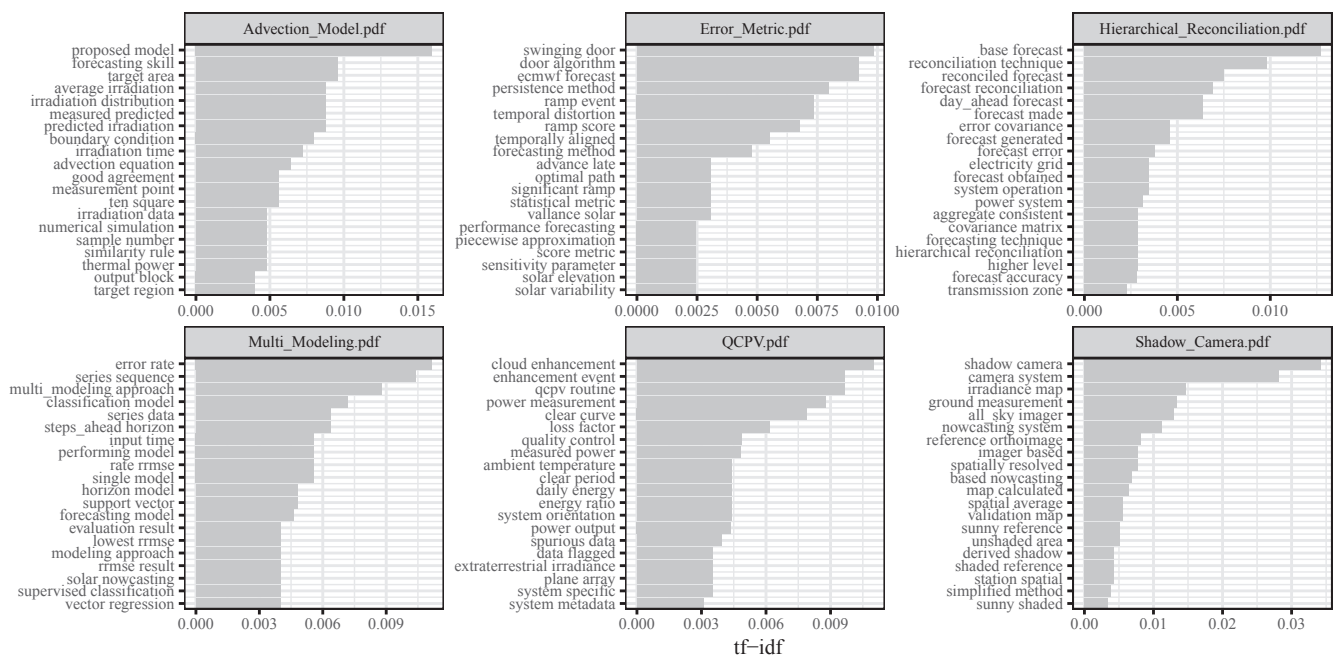 Advection_Model.pdf
proposed model
forecasting skill
target area
average irradiation
irradiation distribution
measured predicted
predicted irradiation
boundary condition
irradiation time
advection equation
good agreement
measurement point
ten square
irradiation data
numerical simulation
sample number
similarity rule
thermal power
output block
target region
0.000 0.005 0.010 0.015
Error_Metric.pdf
swinging door
door algorithm
ecmwf forecast
persistence method
ramp event
temporal distortion
ramp score
temporally aligned
forecasting method
advance late
optimal path
significant ramp
statistical metric
vallance solar
performance forecasting
piecewise approximation
score metric
sensitivity parameter
solar elevation
solar variability
0.0000 0.0025 0.0050 0.0075 0.0100
Hierarchical_Reconciliation.pdf
base forecast
reconciliation technique
reconciled forecast
forecast reconciliation
day_ahead forecast
forecast made
error covariance
forecast generated
forecast error
electricity grid
forecast obtained
system operation
power system
aggregate consistent
covariance matrix
forecasting technique
hierarchical reconciliation
higher level
forecast accuracy
transmission zone
0.000 0.005 0.010
Multi_Modeling.pdf
error rate
series sequence
multi_modeling approach
classification model
series data
steps_ahead horizon
input time
performing model
rate rrmse
single model
horizon model
support vector
forecasting model
evaluation result
lowest rrmse
modeling approach
rrmse result
solar nowcasting
supervised classification
vector regression
0.000 0.003 0.006 0.009
QCPV.pdf
cloud enhancement
enhancement event
qcpv routine
power measurement
clear curve
loss factor
quality control
measured power
ambient temperature
clear period
daily energy
energy ratio
system orientation
power output
spurious data
data flagged
extraterrestrial irradiance
plane array
system specific
system metadata
0.000 0.003 0.006 0.009
Shadow_Camera.pdf
shadow camera
camera system
irradiance map
ground measurement
all_sky imager
nowcasting system
reference orthoimage
imager based
spatially resolved
based nowcasting
map calculated
spatial average
validation map
sunny reference
unshaded area
derived shadow
shaded reference
station spatial
simplified method
sunny shaded
0.00 0.01 0.02 0.03
tf−idf